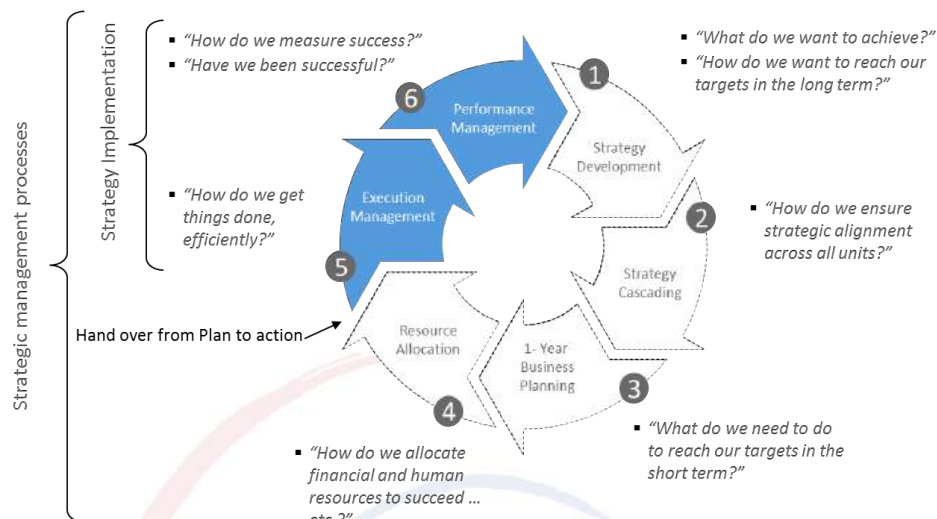 Strategic management processes
Strategy Implementation
▪ “How do we measure success?”
▪ “Have we been successful?”
▪ “How do we get
things done,
efficiently?”
Hand over from Plan to action
▪ “What do we want to achieve?”
▪ “How do we want to reach our
targets in the long term?”
1
Strategy
Development
2
▪ “How do we ensure
strategic alignment
across all units?”
Strategy
Cascading
3
1- Year
Business
Planning
▪ “What do we need to do
to reach our targets in the
short term?”
4
Resource
Allocation
▪ “How do we allocate
financial and human
resources to succeed ...
etc.?”
5
Execution
Management
6
Performance
Management